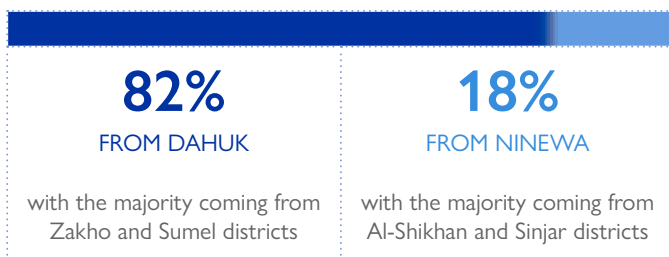 82%
FROM DAHUK
with the majority coming from
Zakho and Sumel districts
18%
FROM NINEWA
with the majority coming from
Al-Shikhan and Sinjar districts